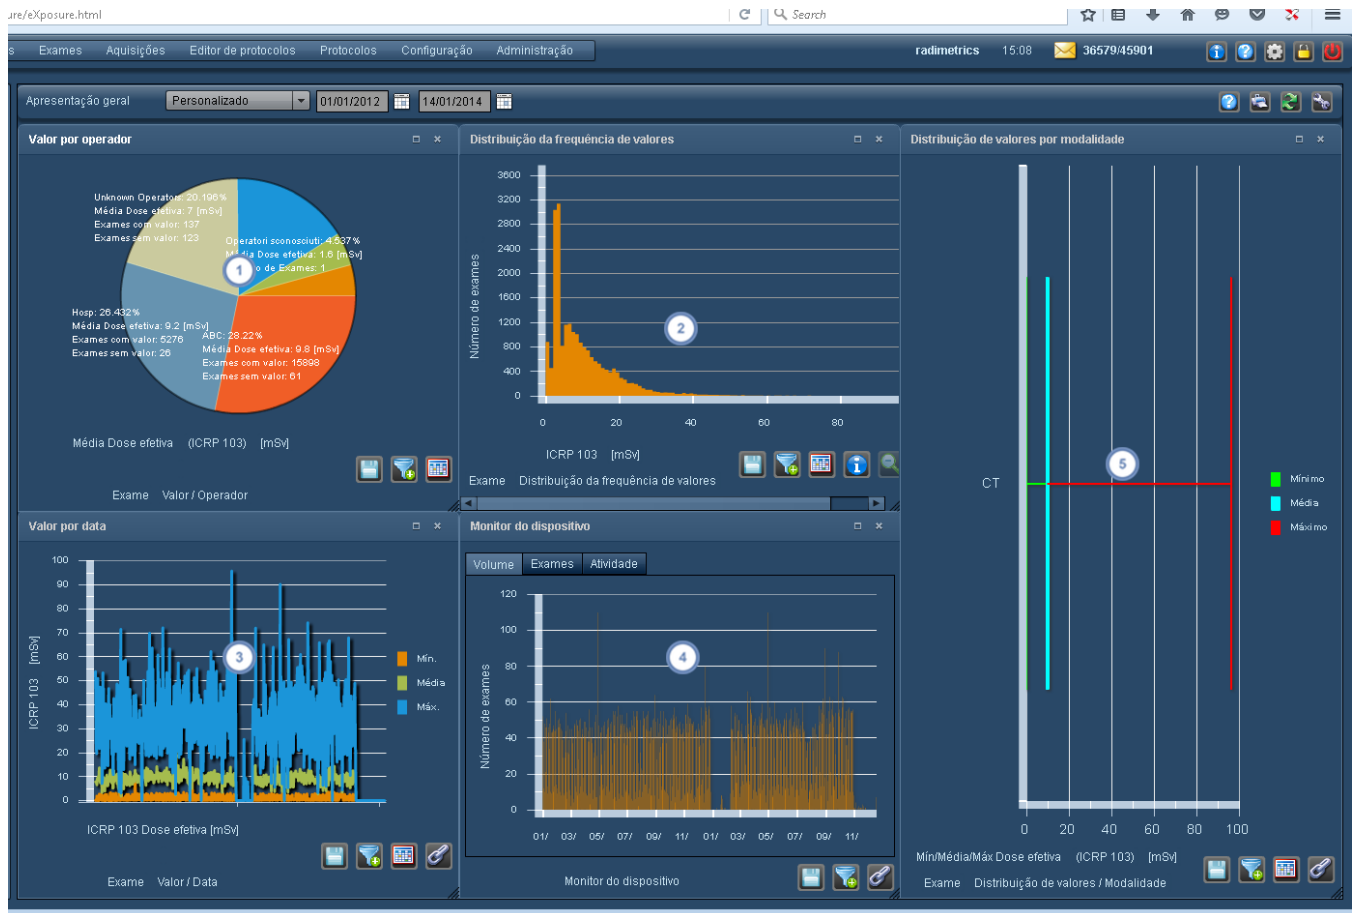 ure/eXposure.html
Search
s Exames Aquisições Editor de protocolos Protocolos Configuração Administração
radimetrics 15:08 36579/45901
Apresentação geral Personalizado 01/01/2012 14/01/2014
Valor por operador
Unknown Operators: 20.196%
Média Dose efetiva: 7 [mSv]
Exames com valor: 137
Exames sem valor: 123
Operatori sconosciuti: 4.537%
Média Dose efetiva: 1.6 [mSv]
o de Exames: 1
1
Hosp: 26.432%
Média Dose efetiva: 9.2 [mSv]
Exames com valor: 5276
Exames sem valor: 26
ABC: 28.22%
Média Dose efetiva: 9.8 [mSv]
Exames com valor: 15898
Exames sem valor: 61
Média Dose efetiva (ICRP 103) [mSv]
Exame Valor / Operador
Distribuição da frequência de valores
Número de exames
3600
3200
2800
2400
2000
1600
1200
800
400
0
2
0 20 40 60 80
ICRP 103 [mSv]
Exame Distribuição da frequência de valores
Distribuição de valores por modalidade
CT
5
Mínimo
Média
Máximo
0 20 40 60 80 100
Mín/Média/Máx Dose efetiva (ICRP 103) [mSv]
Exame Distribuição de valores / Modalidade
Valor por data
ICRP 103 [mSv]
100
90
80
70
60
50
40
30
20
10
0
3
Mín.
Média
Máx.
ICRP 103 Dose efetiva [mSv]
Exame Valor / Data
Monitor do dispositivo
Volume Exames Atividade
Número de exames
120
100
80
60
40
20
0
4
01/ 03/ 05/ 07/ 09/ 11/ 01/ 03/ 05/ 07/ 09/ 11/
Monitor do dispositivo